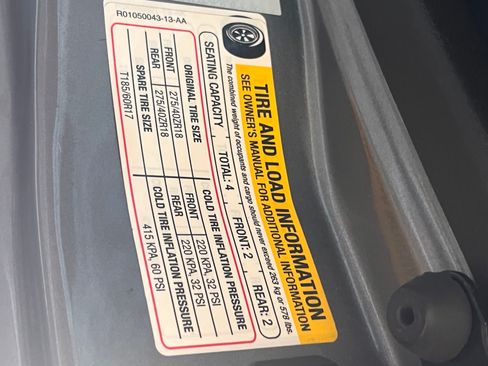 R01050043-13-AA
TIRE AND LOAD INFORMATION
SEE OWNER'S MANUAL FOR ADDITIONAL INFORMATION
The combined weight of occupants and cargo should never exceed 263 kg or 578 lbs.
SEATING CAPACITY TOTAL: 4 FRONT: 2 REAR: 2
ORIGINAL TIRE SIZE COLD TIRE INFLATION PRESSURE
FRONT 275/40ZR18 FRONT 220 KPA, 32 PSI
REAR 275/40ZR18 REAR 220 KPA, 32 PSI
SPARE TIRE SIZE COLD TIRE INFLATION PRESSURE
T185/60R17 415 KPA, 60 PSI